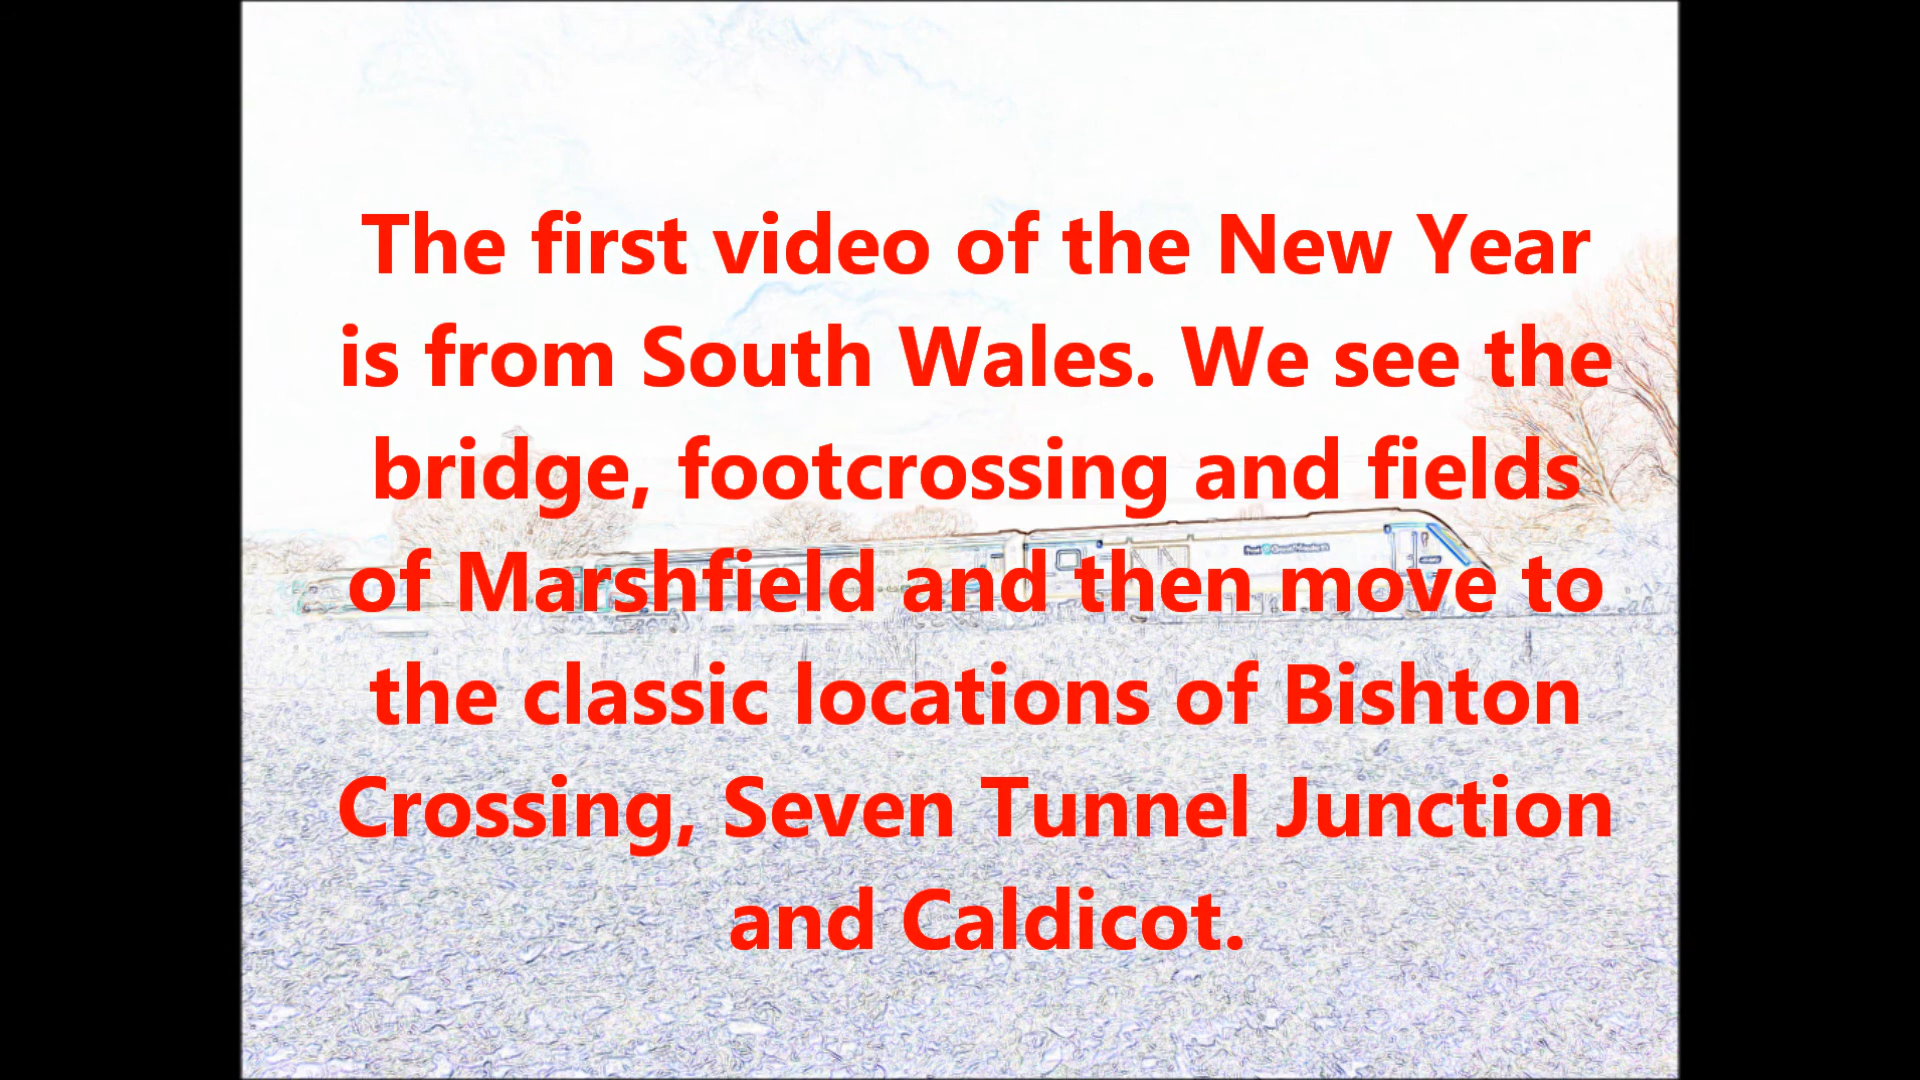 The first video of the New Year
is from South Wales. We see the
bridge, footcrossing and fields
of Marshfield and then move to
the classic locations of Bishton
Crossing, Seven Tunnel Junction
and Caldicot.